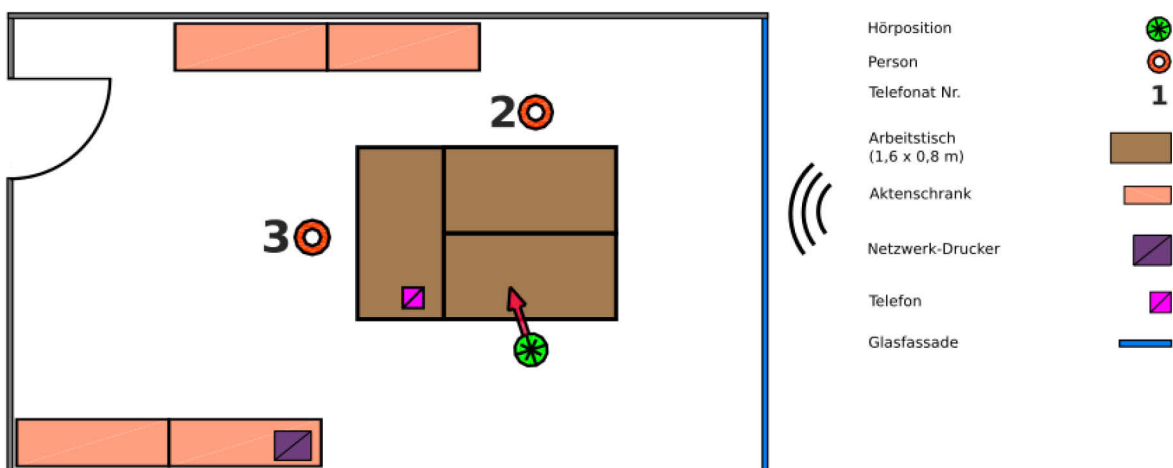 2
3
Hörposition
Person
Telefonat Nr. 1
Arbeitstisch
(1,6 x 0,8 m)
Aktenschrank
Netzwerk-Drucker
Telefon
Glasfassade